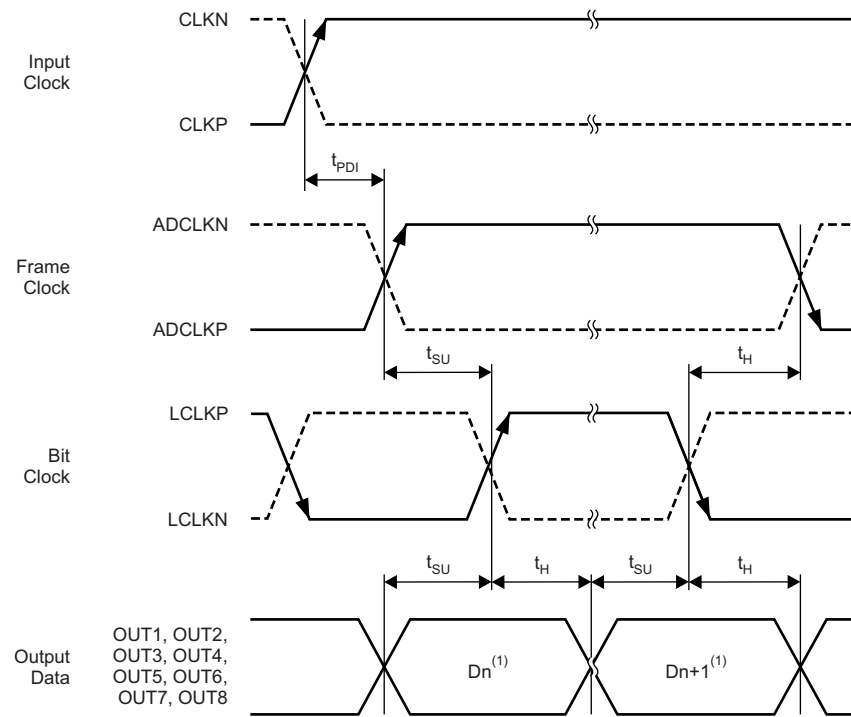 CLKN
Input
Clock
CLKP
tPDI
ADCLKN
Frame
Clock
ADCLKP
tSU
tH
LCLKP
Bit
Clock
LCLKN
tSU
tH
tSU
tH
Output
Data
OUT1, OUT2,
OUT3, OUT4,
OUT5, OUT6,
OUT7, OUT8
Dn(1)
Dn+1(1)